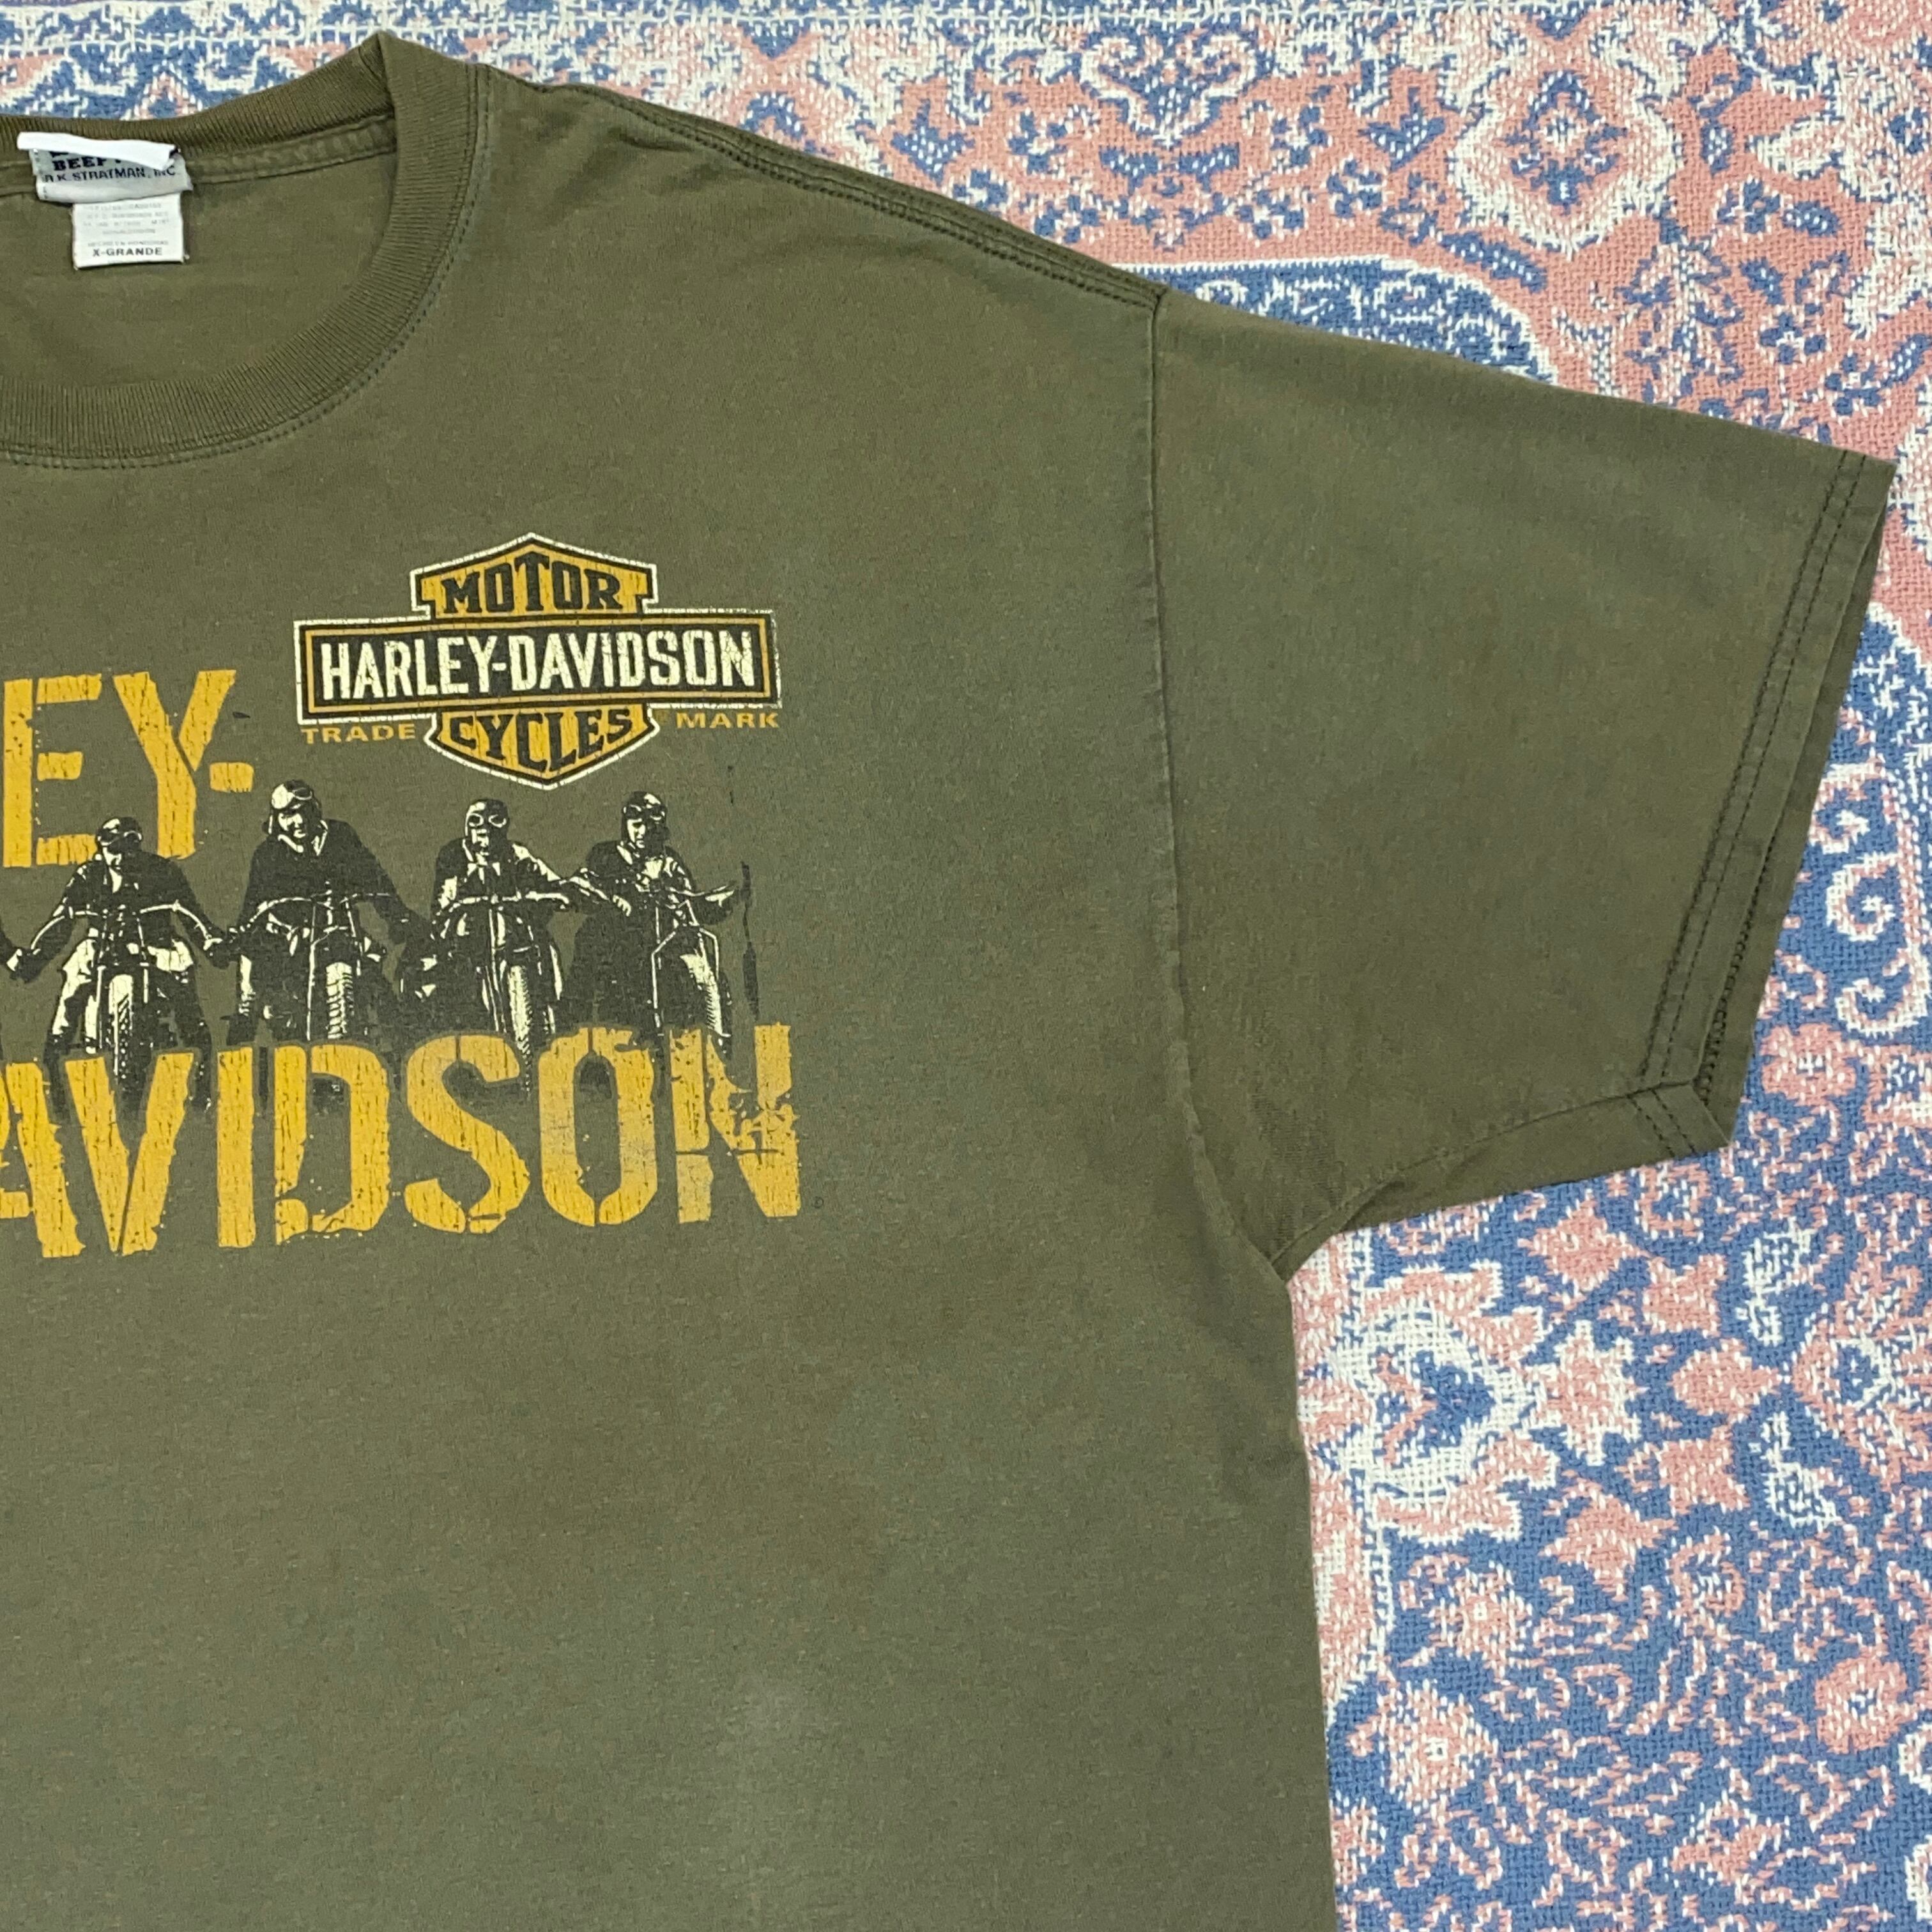 BEEFY
R.K. STRATMAN, INC.
X-GRANDE
MOTOR
HARLEY-DAVIDSON
CYCLES
TRADE ® MARK
EY-
AVIDSON